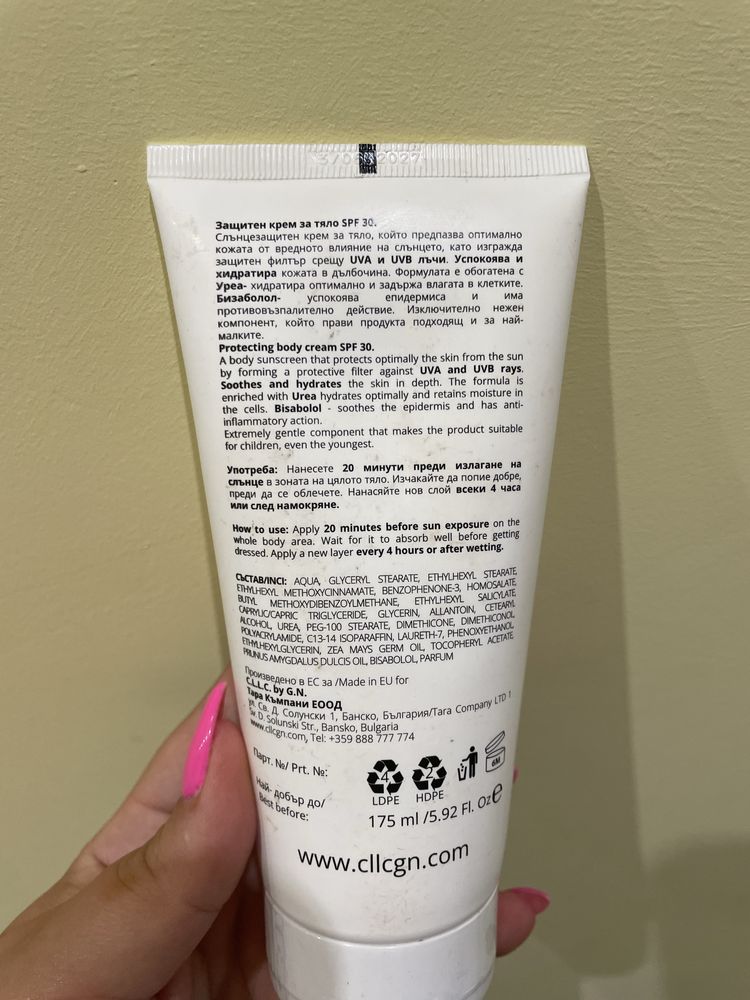 2027
Защитен крем за тяло SPF 30.
Слънцезащитен крем за тяло, който предпазва оптимално
кожата от вредното влияние на слънцето, като изгражда
защитен филтър срещу UVA и UVB лъчи. Успокоява и
хидратира кожата в дълбочина. Формулата е обогатена с
Уреа- хидратира оптимално и задържа влагата в клетките.
Бизаболол- успокоява епидермиса и има
противовъзпалително действие. Изключително нежен
компонент, който прави продукта подходящ и за най-
малките.
Protecting body cream SPF 30.
A body sunscreen that protects optimally the skin from the sun
by forming a protective filter against UVA and UVB rays.
Soothes and hydrates the skin in depth. The formula is
enriched with Urea hydrates optimally and retains moisture in
the cells. Bisabolol - soothes the epidermis and has anti-
inflammatory action.
Extremely gentle component that makes the product suitable
for children, even the youngest.
Употреба: Нанесете 20 минути преди излагане на
слънце в зоната на цялото тяло. Изчакайте да попие добре,
преди да се облечете. Нанасяйте нов слой всеки 4 часа
или след намокряне.
How to use: Apply 20 minutes before sun exposure on the
whole body area. Wait for it to absorb well before getting
dressed. Apply a new layer every 4 hours or after wetting.
СЪСТАВ/INCI: AQUA, GLYCERYL STEARATE, ETHYLHEXYL STEARATE,
ETHYLHEXYL METHOXYCINNAMATE, BENZOPHENONE-3, HOMOSALATE,
BUTYL METHOXYDIBENZOYLMETHANE, ETHYLHEXYL SALICYLATE,
CAPRYLIC/CAPRIC TRIGLYCERIDE, GLYCERIN, ALLANTOIN, CETEARYL
ALCOHOL, UREA, PEG-100 STEARATE, DIMETHICONE, DIMETHICONOL,
POLYACRYLAMIDE, C13-14 ISOPARAFFIN, LAURETH-7, PHENOXYETHANOL,
ETHYLHEXYLGLYCERIN, ZEA MAYS GERM OIL, TOCOPHERYL ACETATE,
PRUNUS AMYGDALUS DULCIS OIL, BISABOLOL, PARFUM
Произведено в ЕС за /Made in EU for
C.L.L.C. by G.N.
Тара Къмпани ЕООД
ул. Св. Д. Солунски 1, Банско, България/Tara Company LTD 1
Sv. D. Solunski Str., Bansko, Bulgaria
www.cllcgn.com, Tel: +359 888 777 774
Парт. №/ Prt. №:
Най- добър до/
Best before:
4 2 6M
LDPE HDPE
175 ml /5.92 Fl. Oz e
www.cllcgn.com